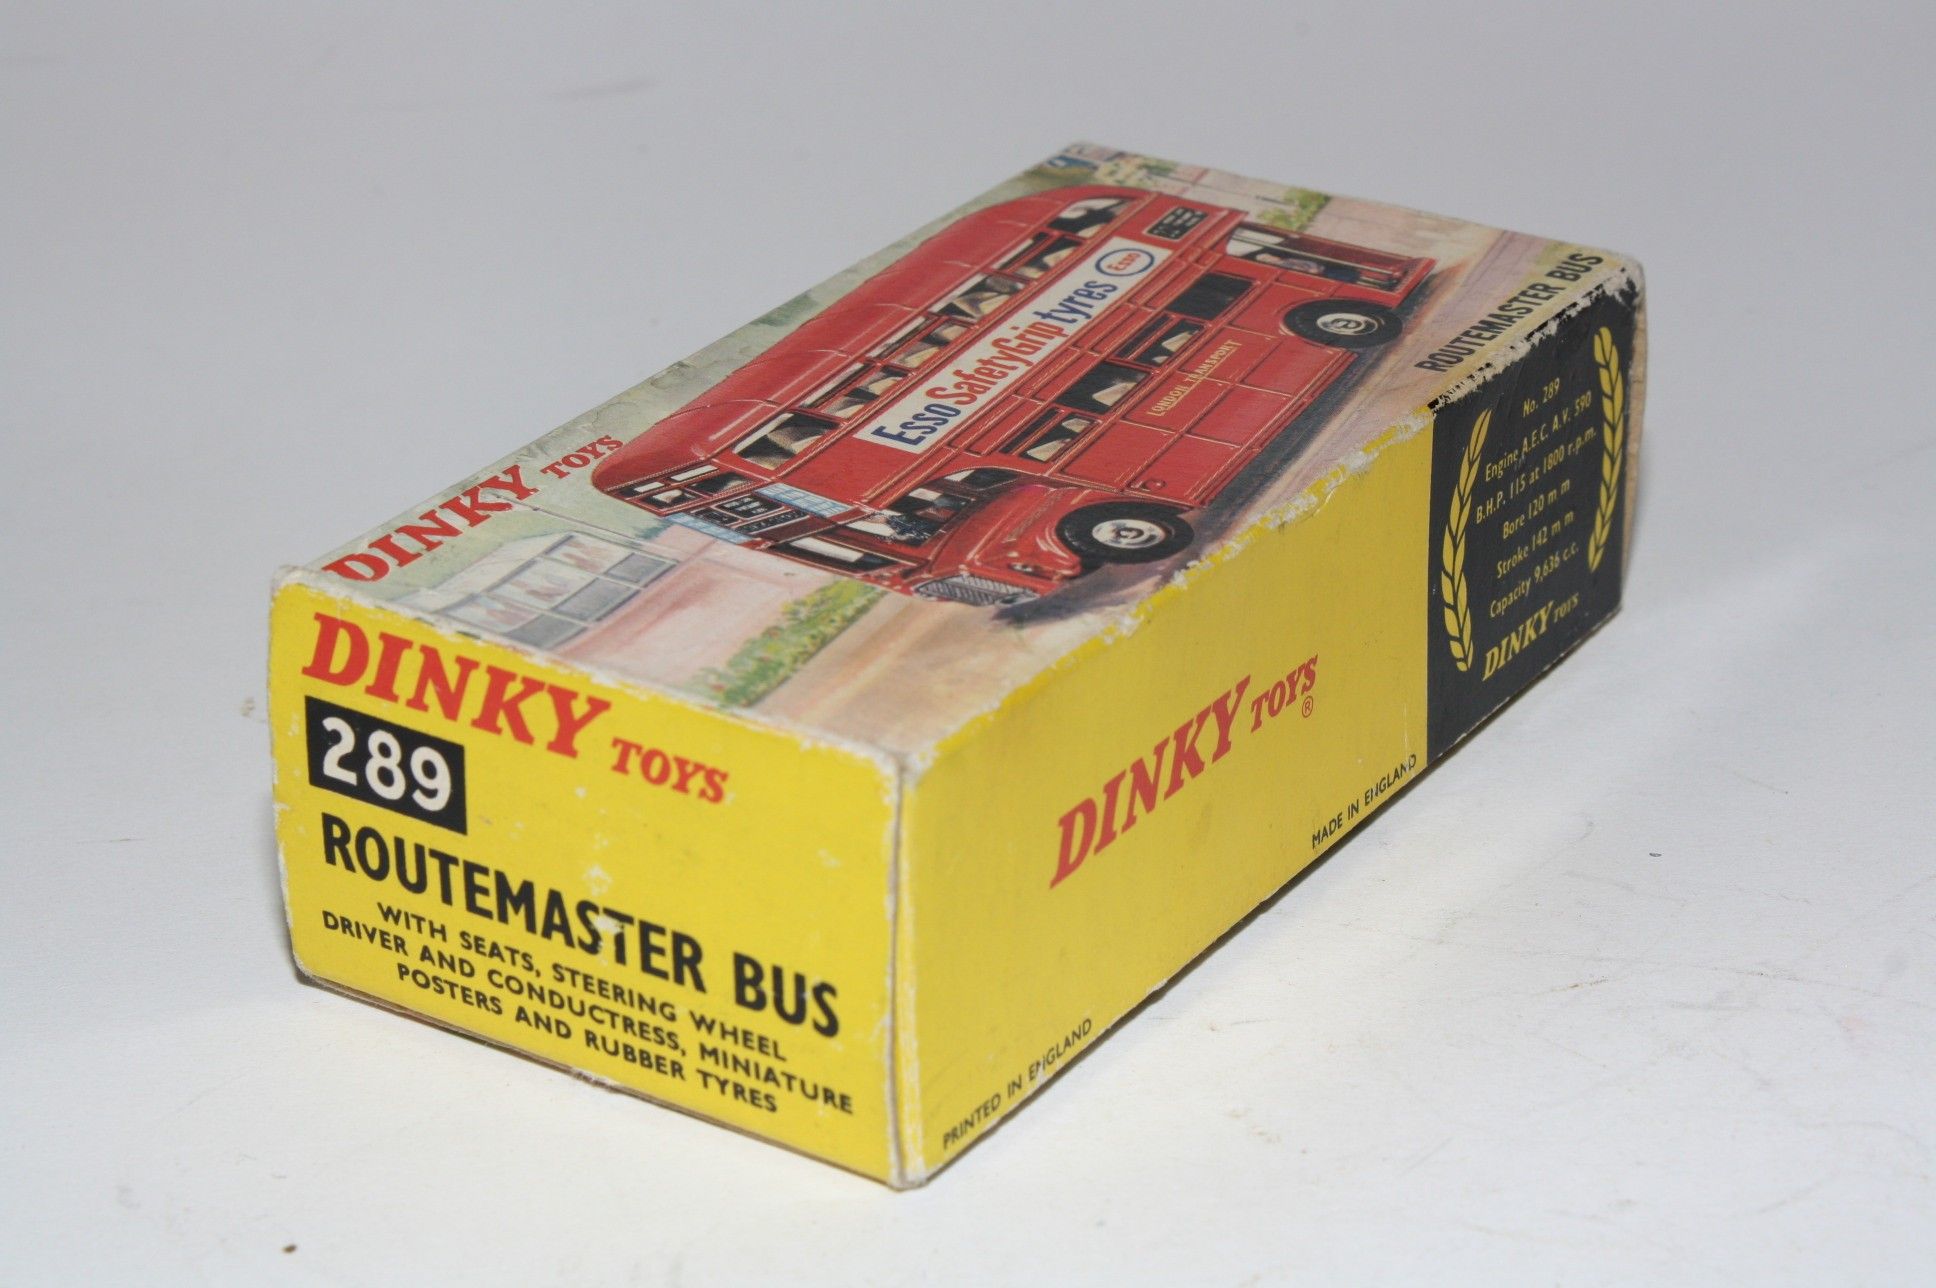 DINKY TOYS
Esso SafetyGrip tyres
Esso
LONDON TRANSPORT
ROUTEMASTER BUS
DINKY TOYS
289
ROUTEMASTER BUS
WITH SEATS, STEERING WHEEL
DRIVER AND CONDUCTRESS, MINIATURE
POSTERS AND RUBBER TYRES
DINKY TOYS®
PRINTED IN ENGLAND
MADE IN ENGLAND
No. 289
Engine A.E.C. A.V. 590
B.H.P. 115 at 1800 r.p.m.
Bore 120 m m
Stroke 142 m m
Capacity 9,636 c.c.
DINKY TOYS